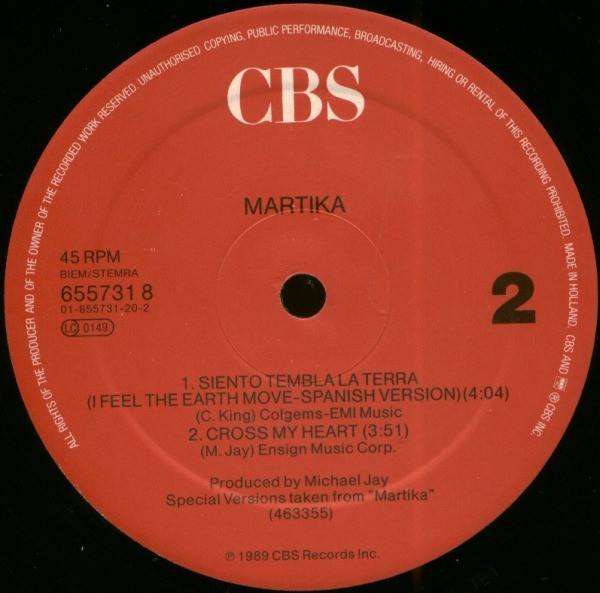 ALL RIGHTS OF THE PRODUCER AND OF THE OWNER OF THE RECORDED WORK RESERVED. UNAUTHORISED COPYING, PUBLIC PERFORMANCE, BROADCASTING, HIRING OR RENTAL OF THIS RECORDING PROHIBITED. MADE IN HOLLAND. CBS AND ℗ CBS INC.
CBS
MARTIKA
45 RPM
BIEM/STEMRA
655731 8
01-655731-20-2
LC 0149
2
1. SIENTO TEMBLA LA TERRA
(I FEEL THE EARTH MOVE-SPANISH VERSION)(4:04)
(C. King) Colgems-EMI Music
2. CROSS MY HEART (3:51)
(M. Jay) Ensign Music Corp.
Produced by Michael Jay
Special Versions taken from "Martika"
(463355)
℗ 1989 CBS Records Inc.